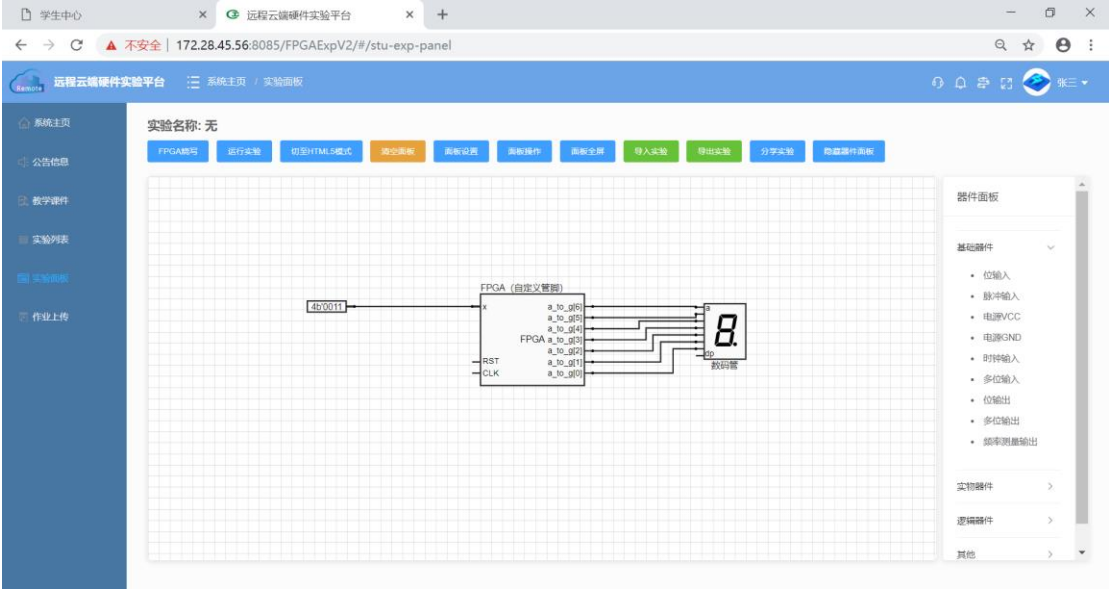 学生中心
远程云端硬件实验平台
不安全 | 172.28.45.56:8085/FPGAExpV2/#/stu-exp-panel
Remote 远程云端硬件实验平台 系统主页 / 实验面板 张三
系统主页
公告信息
教学课件
实验列表
实验面板
作业上传
实验名称: 无
FPGA编写 运行实验 切至HTML5模式 清空面板 面板设置 面板操作 面板全屏 导入实验 导出实验 分享实验 隐藏器件面板
4b'0011
FPGA (自定义管脚)
x
FPGA
RST
CLK
a_to_g[6]
a_to_g[5]
a_to_g[4]
a_to_g[3]
a_to_g[2]
a_to_g[1]
a_to_g[0]
a
dp
数码管
器件面板
基础器件
• 位输入
• 脉冲输入
• 电源VCC
• 电源GND
• 时钟输入
• 多位输入
• 位输出
• 多位输出
• 频率测量输出
实物器件
逻辑器件
其他